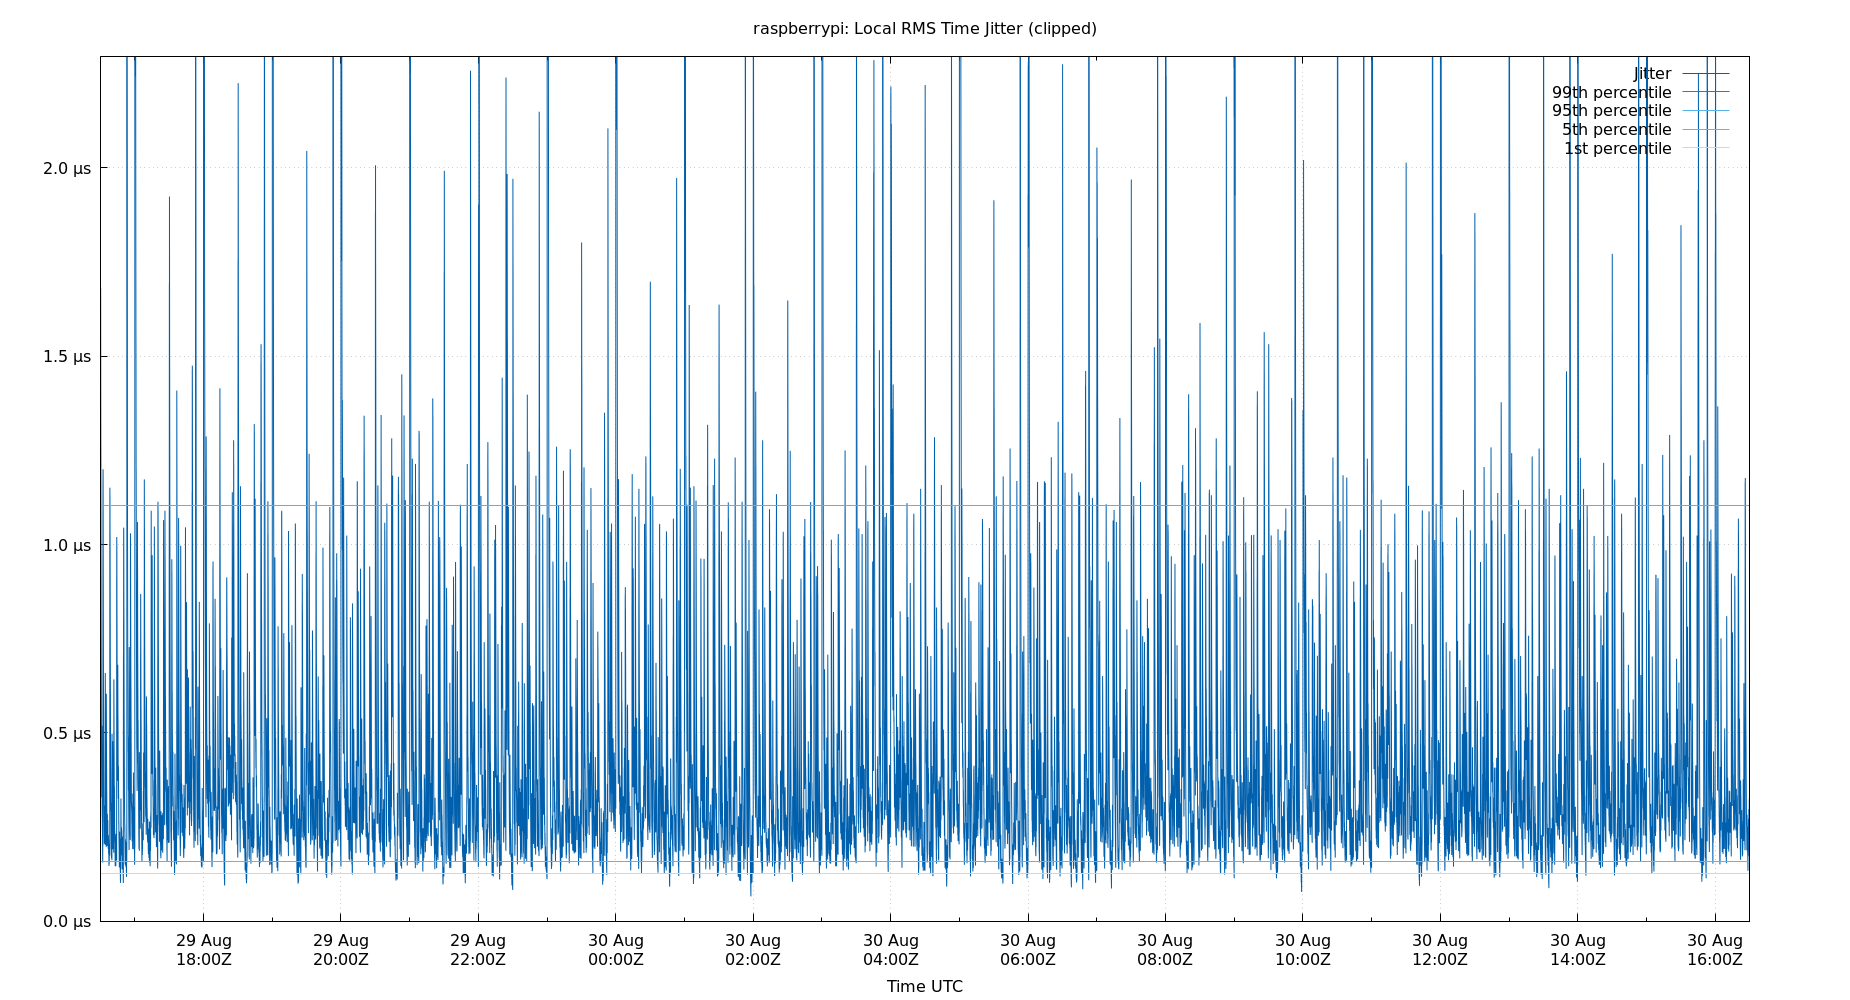 raspberrypi: Local RMS Time Jitter (clipped)
Jitter
99th percentile
95th percentile
5th percentile
1st percentile
2.0 µs
1.5 µs
1.0 µs
0.5 µs
0.0 µs
29 Aug 29 Aug 29 Aug 30 Aug 30 Aug 30 Aug 30 Aug 30 Aug 30 Aug 30 Aug 30 Aug 30 Aug
18:00Z 20:00Z 22:00Z 00:00Z 02:00Z 04:00Z 06:00Z 08:00Z 10:00Z 12:00Z 14:00Z 16:00Z
Time UTC